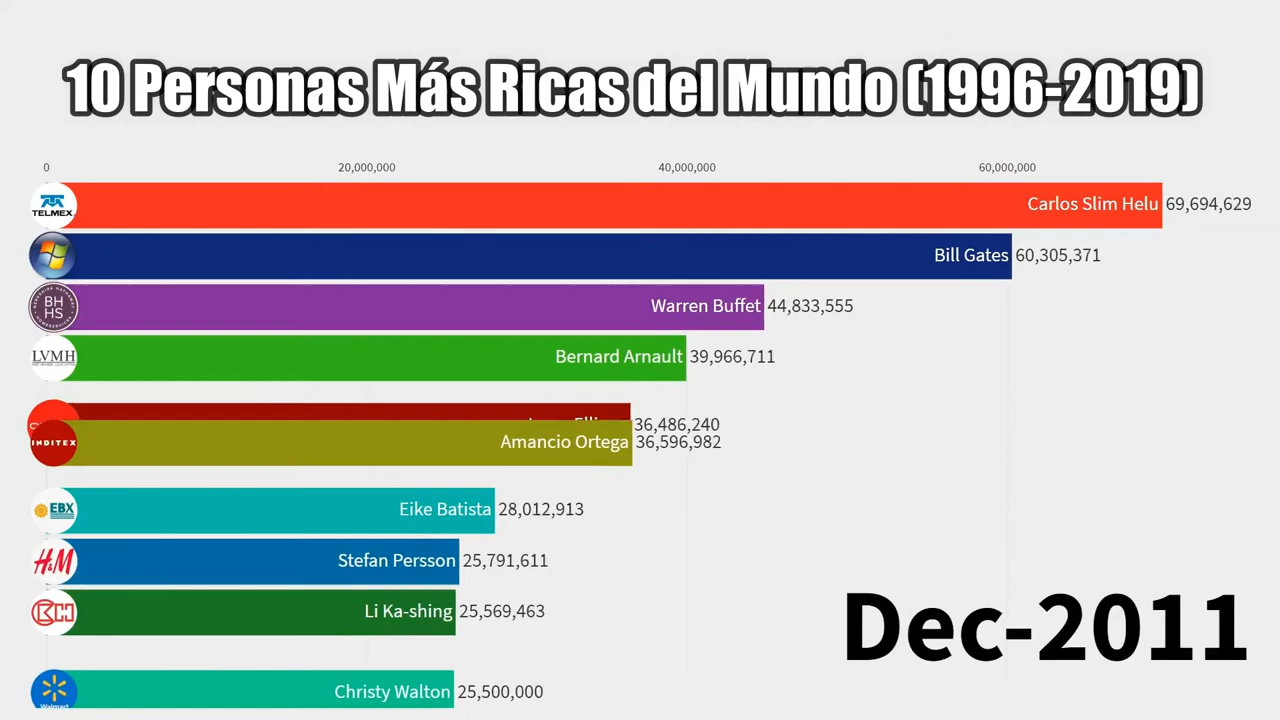 10 Personas Más Ricas del Mundo (1996-2019)
0 20,000,000 40,000,000 60,000,000
TELMEX Carlos Slim Helu 69,694,629
Bill Gates 60,305,371
BH HS Warren Buffet 44,833,555
LVMH Bernard Arnault 39,966,711
36,486,240
INDITEX Amancio Ortega 36,596,982
EBX Eike Batista 28,012,913
H&M Stefan Persson 25,791,611
Li Ka-shing 25,569,463
Dec-2011
Walmart Christy Walton 25,500,000